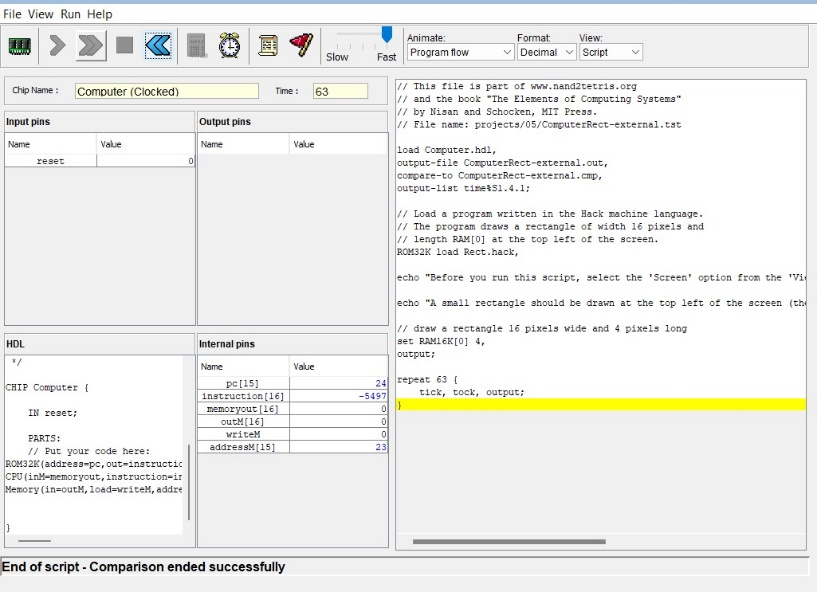 File View Run Help
Animate: Format: View:
Slow Fast Program flow Decimal Script
Chip Name : Computer (Clocked) Time : 63
Input pins
Name Value
reset 0
Output pins
Name Value
HDL
*/
CHIP Computer {
IN reset;
PARTS:
// Put your code here:
ROM32K(address=pc,out=instructio
CPU(inM=memoryout,instruction=in
Memory(in=outM,load=writeM,addre
}
Internal pins
Name Value
pc[15] 24
instruction[16] -5497
memoryout[16] 0
outM[16] 0
writeM 0
addressM[15] 23
// This file is part of www.nand2tetris.org
// and the book "The Elements of Computing Systems"
// by Nisan and Schocken, MIT Press.
// File name: projects/05/ComputerRect-external.tst
load Computer.hdl,
output-file ComputerRect-external.out,
compare-to ComputerRect-external.cmp,
output-list time%S1.4.1;
// Load a program written in the Hack machine language.
// The program draws a rectangle of width 16 pixels and
// length RAM[0] at the top left of the screen.
ROM32K load Rect.hack,
echo "Before you run this script, select the 'Screen' option from the 'Vie
echo "A small rectangle should be drawn at the top left of the screen (the
// draw a rectangle 16 pixels wide and 4 pixels long
set RAM16K[0] 4,
output;
repeat 63 {
tick, tock, output;
}
End of script - Comparison ended successfully